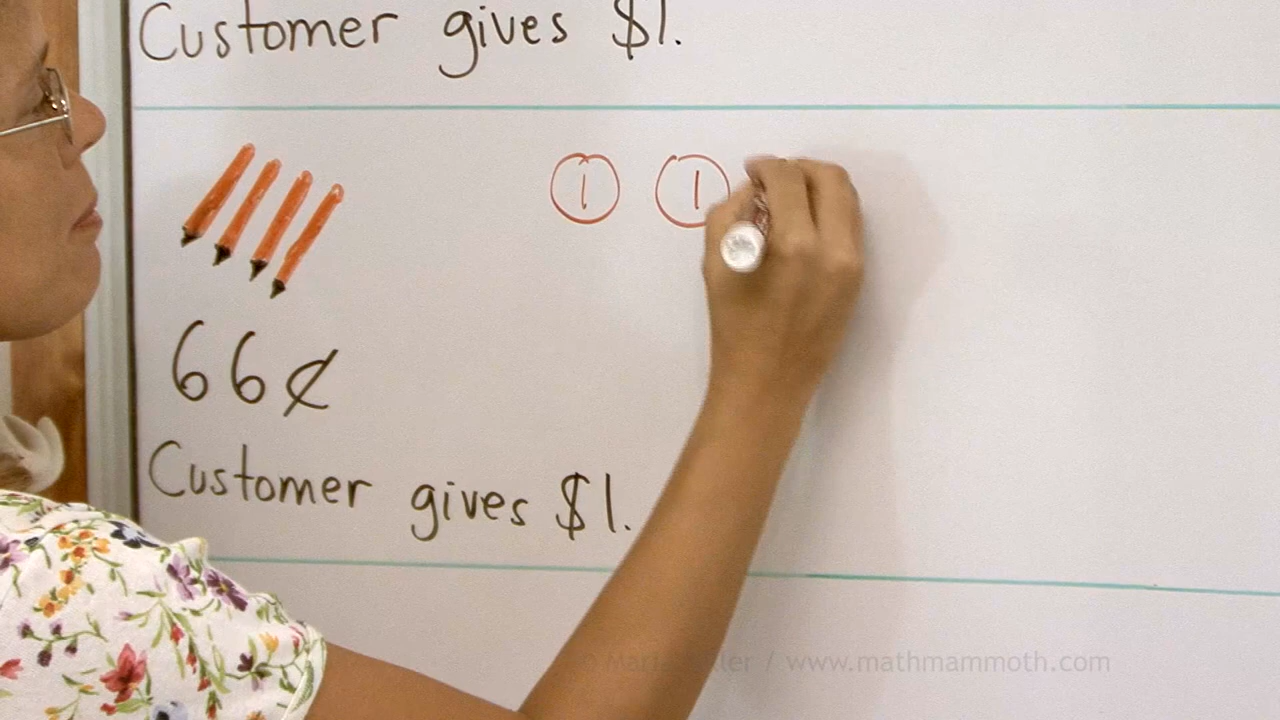 Customer gives $1.
1 1
66¢
Customer gives $1.
© Maria Miller / www.mathmammoth.com